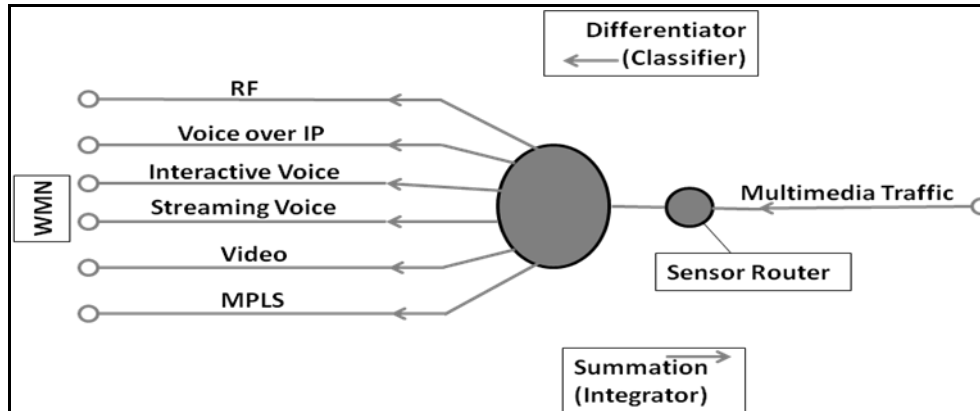 Differentiator
(Classifier)
RF
Voice over IP
Interactive Voice
Streaming Voice
Video
MPLS
WMN
Multimedia Traffic
Sensor Router
Summation
(Integrator)